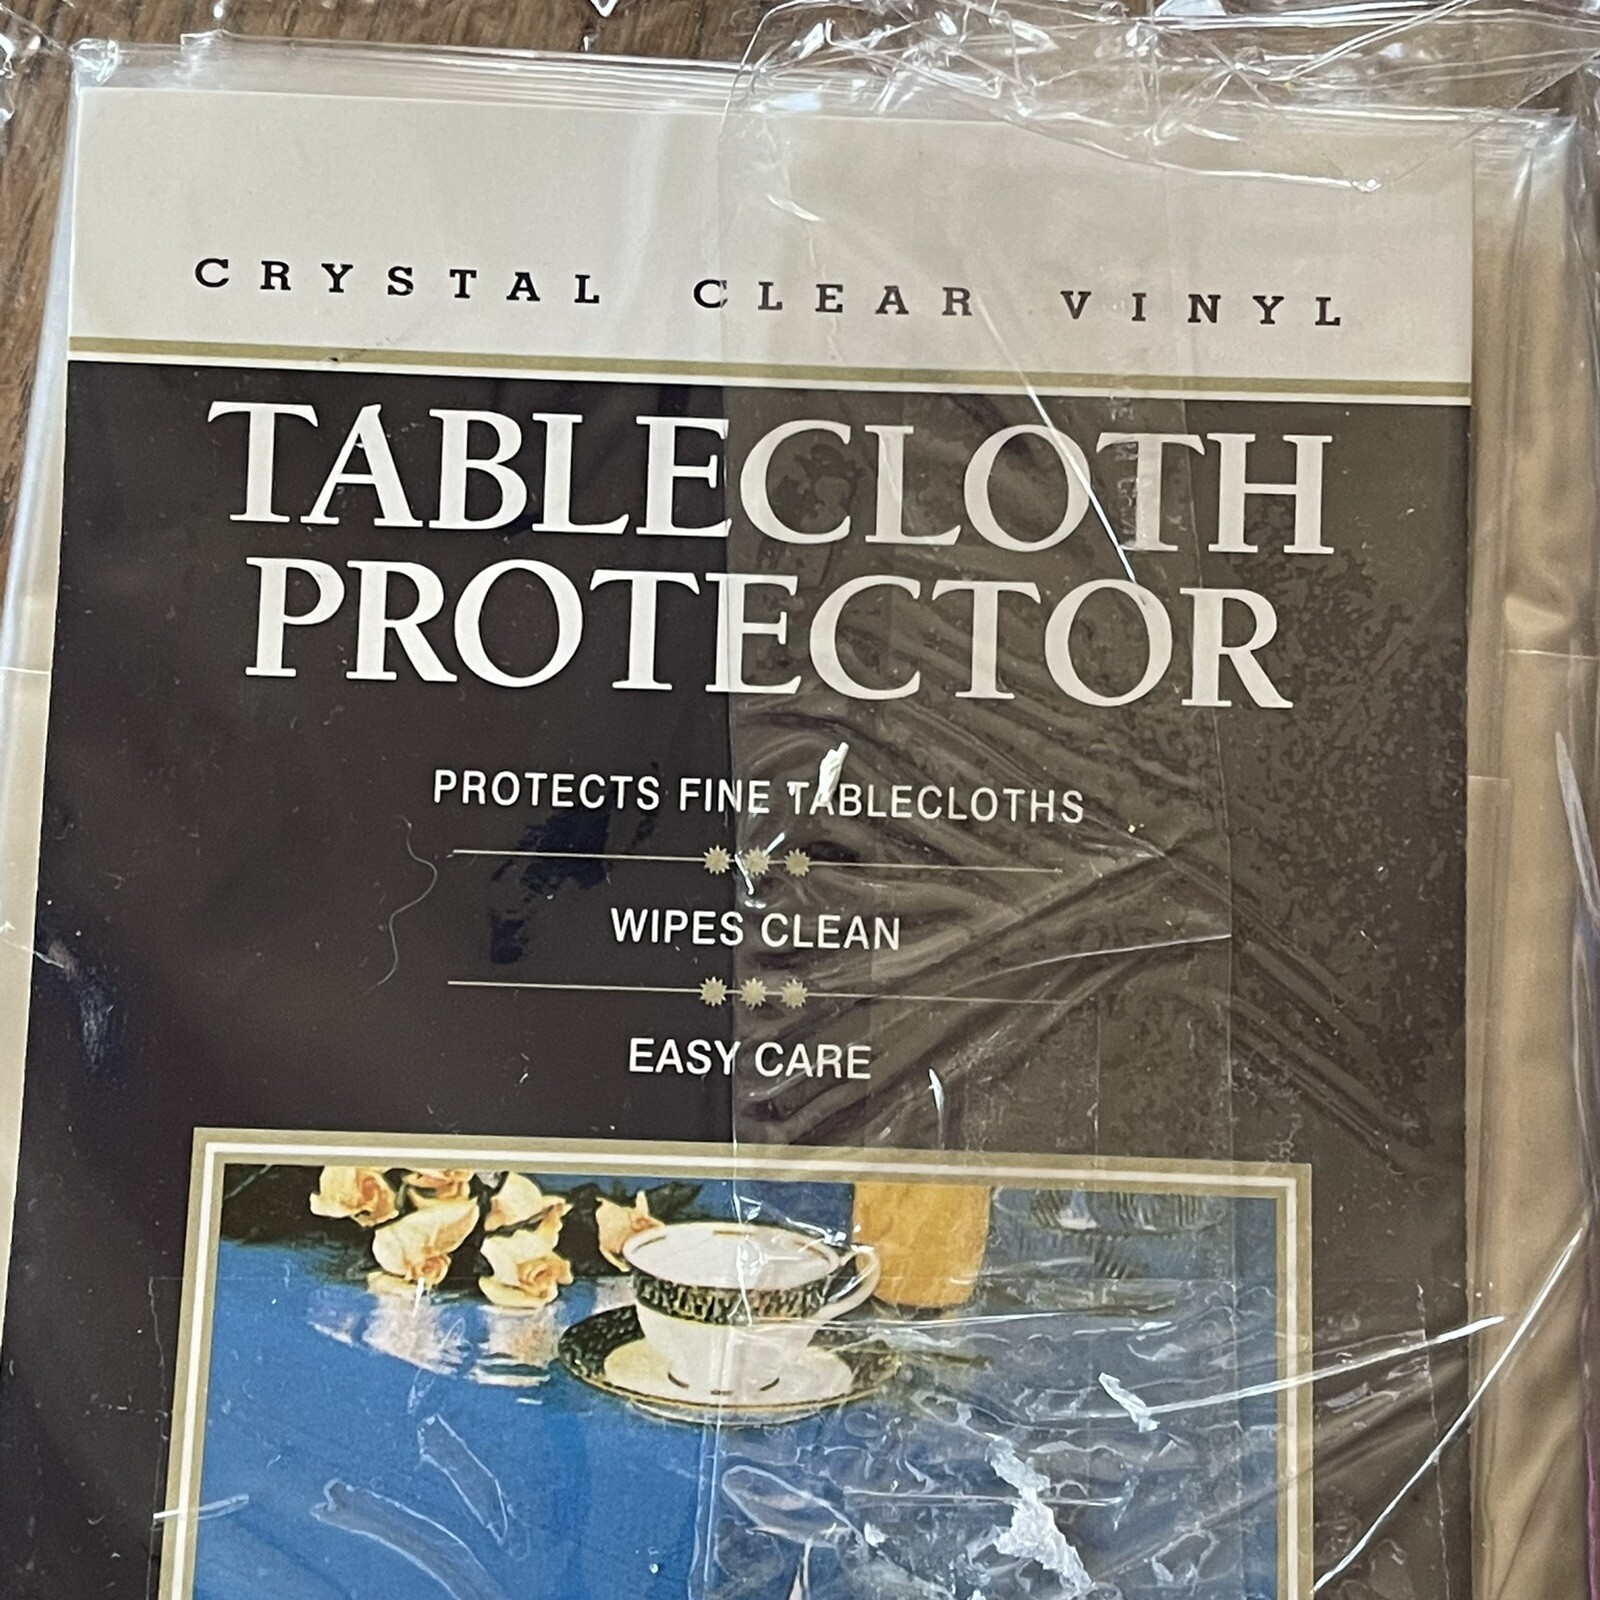 CRYSTAL CLEAR VINYL
TABLECLOTH
PROTECTOR
PROTECTS FINE TABLECLOTHS
WIPES CLEAN
EASY CARE